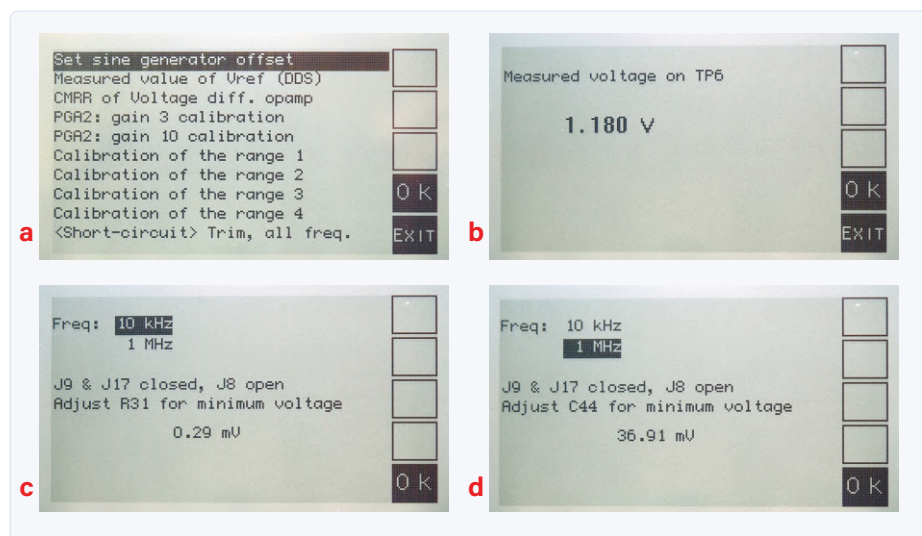 Set sine generator offset
Measured value of Vref (DDS)
CMRR of Voltage diff. opamp
PGA2: gain 3 calibration
PGA2: gain 10 calibration
Calibration of the range 1
Calibration of the range 2
Calibration of the range 3
Calibration of the range 4
<Short-circuit> Trim, all freq.
OK
EXIT
a
Measured voltage on TP6
1.180 V
OK
EXIT
b
Freq: 10 kHz
1 MHz
J9 & J17 closed, J8 open
Adjust R31 for minimum voltage
0.29 mV
OK
c
Freq: 10 kHz
1 MHz
J9 & J17 closed, J8 open
Adjust C44 for minimum voltage
36.91 mV
OK
d